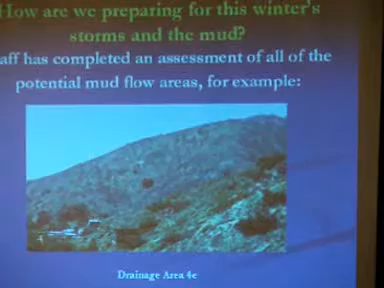 How are we preparing for this winter's
storms and the mud?
aff has completed an assessment of all of the
potential mud flow areas, for example:
Drainage Area 4e